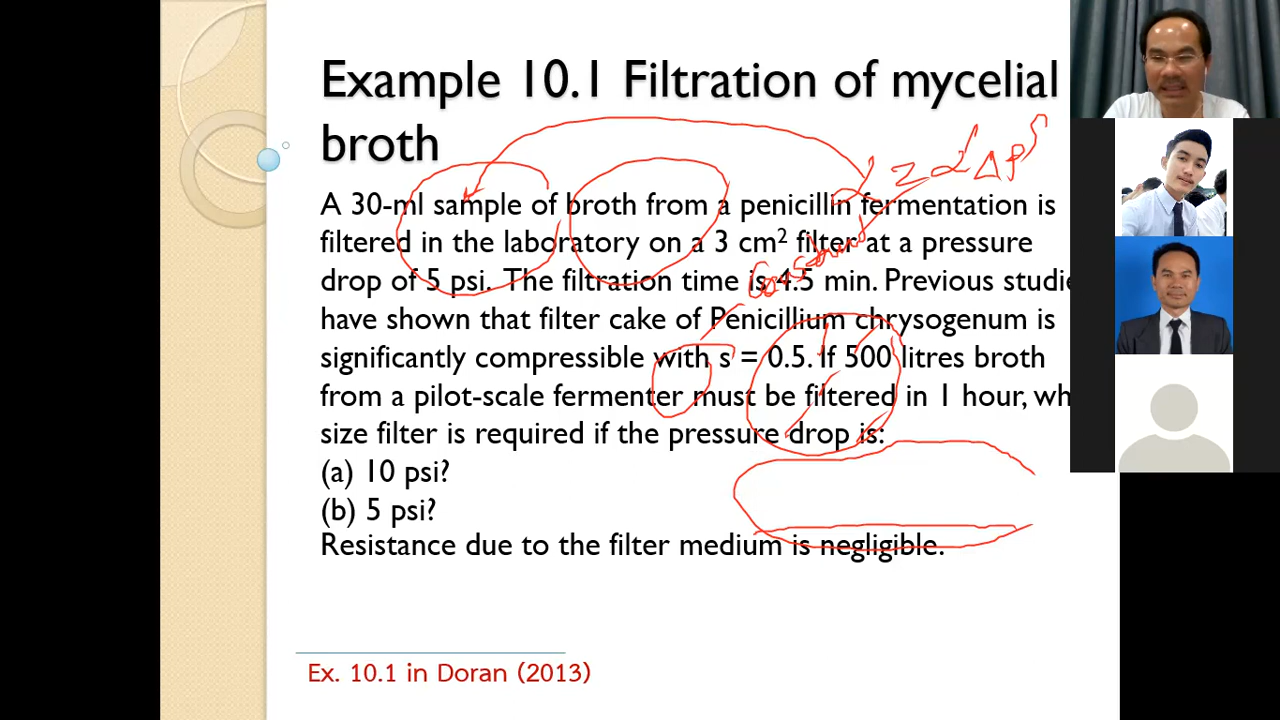 Example 10.1 Filtration of mycelial
broth
A 30-ml sample of broth from a penicillin fermentation is
filtered in the laboratory on a 3 cm² filter at a pressure
drop of 5 psi. The filtration time is 4.5 min. Previous studie
have shown that filter cake of Penicillium chrysogenum is
significantly compressible with s = 0.5. If 500 litres broth
from a pilot-scale fermenter must be filtered in 1 hour, wh
size filter is required if the pressure drop is:
(a) 10 psi?
(b) 5 psi?
Resistance due to the filter medium is negligible.
Ex. 10.1 in Doran (2013)